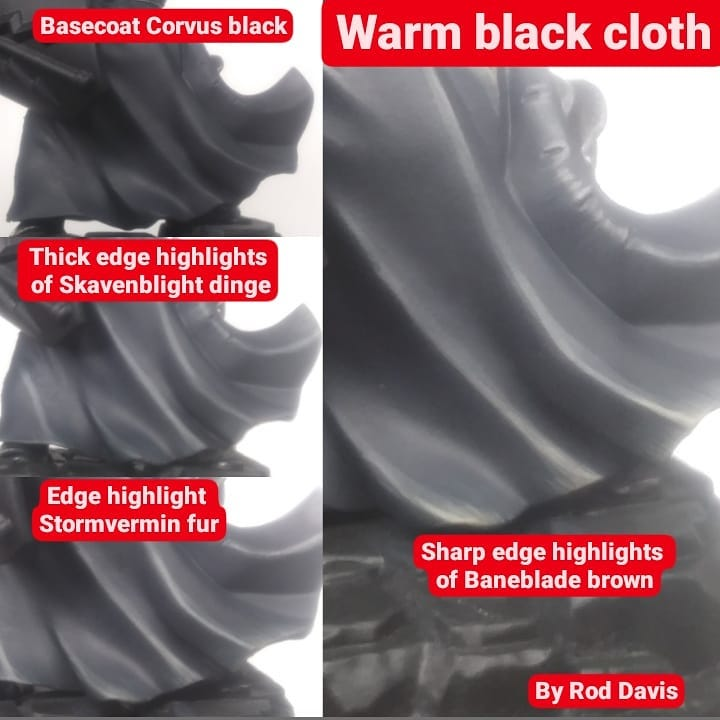 Basecoat Corvus black
Thick edge highlights
of Skavenblight dinge
Edge highlight
Stormvermin fur
Warm black cloth
Sharp edge highlights
of Baneblade brown
By Rod Davis